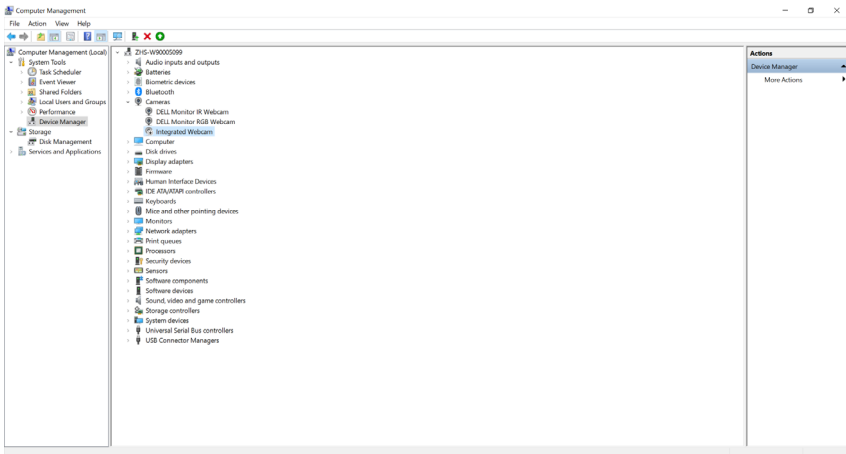 Computer Management
File Action View Help
Computer Management (Local)
System Tools
Task Scheduler
Event Viewer
Shared Folders
Local Users and Groups
Performance
Device Manager
Storage
Disk Management
Services and Applications
ZHS-W90005099
Audio inputs and outputs
Batteries
Biometric devices
Bluetooth
Cameras
DELL Monitor IR Webcam
DELL Monitor RGB Webcam
Integrated Webcam
Computer
Disk drives
Display adapters
Firmware
Human Interface Devices
IDE ATA/ATAPI controllers
Keyboards
Mice and other pointing devices
Monitors
Network adapters
Print queues
Processors
Security devices
Sensors
Software components
Software devices
Sound, video and game controllers
Storage controllers
System devices
Universal Serial Bus controllers
USB Connector Managers
Actions
Device Manager
More Actions